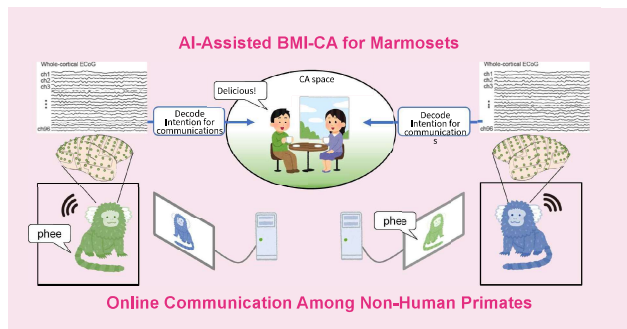 AI-Assisted BMI-CA for Marmosets
Whole-cortical ECoG
ch1
ch2
ch3
ch96
Decode
Intention for
communications
Delicious!
CA space
Decode
Intention for
communication
s
Whole-cortical ECoG
ch1
ch2
ch3
ch96
phee
phee
Online Communication Among Non-Human Primates